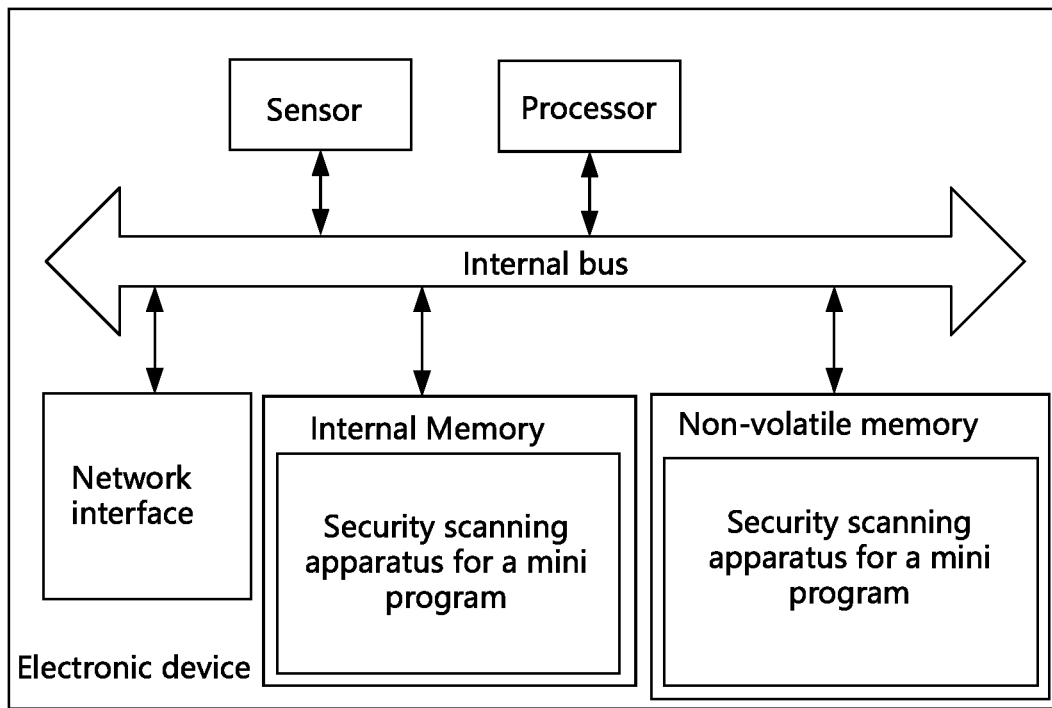 Sensor
Processor
Internal bus
Network
interface
Internal Memory
Security scanning
apparatus for a mini
program
Non-volatile memory
Security scanning
apparatus for a mini
program
Electronic device